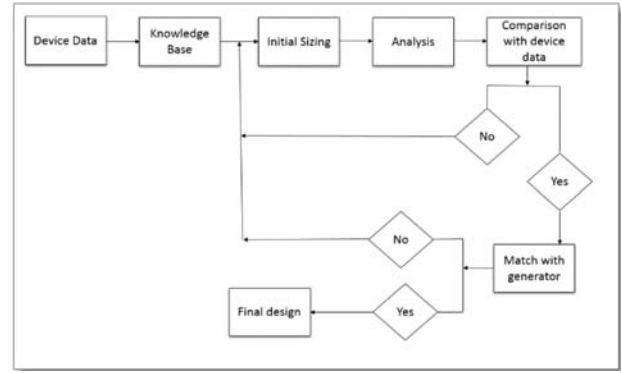 Device Data
Knowledge
Base
Initial Sizing
Analysis
Comparison
with device
data
No
Yes
No
Match with
generator
Final design
Yes